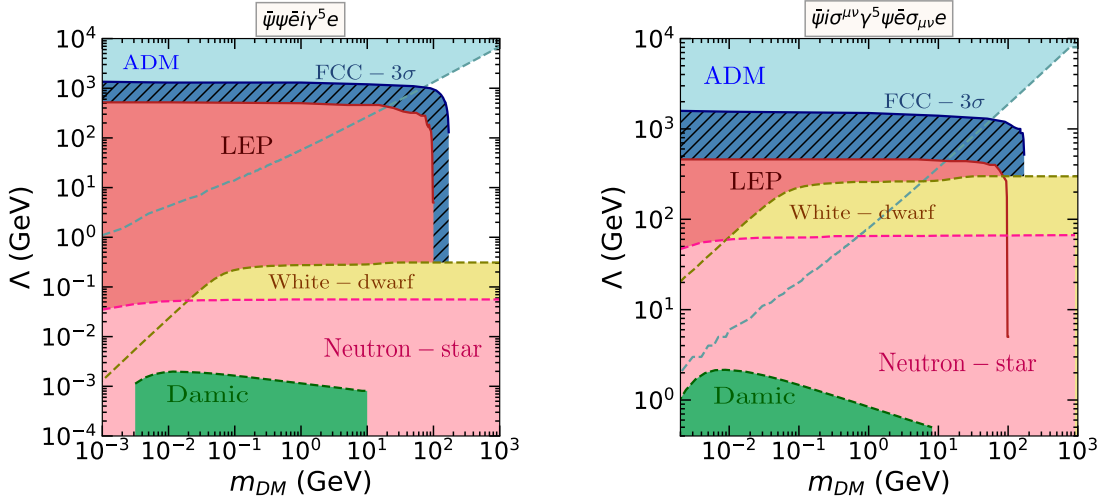 ψ̄ψēiγ⁵e
10⁴
10³
10²
10¹
10⁰
10⁻¹
10⁻²
10⁻³
10⁻⁴
Λ (GeV)
ADM
FCC − 3σ
LEP
White − dwarf
Neutron − star
Damic
10⁻³ 10⁻² 10⁻¹ 10⁰ 10¹ 10² 10³
m_DM (GeV)
ψ̄iσ^μνγ⁵ψēσ_μνe
10⁴
10³
10²
10¹
10⁰
Λ (GeV)
ADM
FCC − 3σ
LEP
White − dwarf
Neutron − star
Damic
10⁻² 10⁻¹ 10⁰ 10¹ 10² 10³
m_DM (GeV)